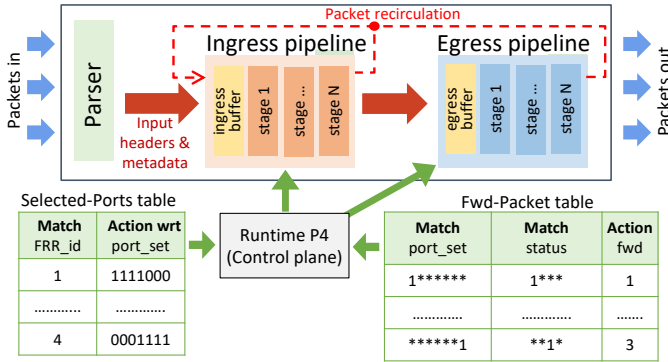 Packet recirculation
Ingress pipeline
Egress pipeline
Packets in
Parser
Input
headers &
metadata
ingress
buffer
stage 1
stage ...
stage N
egress
buffer
stage 1
stage ...
stage N
Packets out
Selected-Ports table
Match
FRR_id
Action wrt
port_set
1
1111000
............
.............
4
0001111
Runtime P4
(Control plane)
Fwd-Packet table
Match
port_set
Match
status
Action
fwd
1******
1***
1
.............
.............
.......
******1
**1*
3